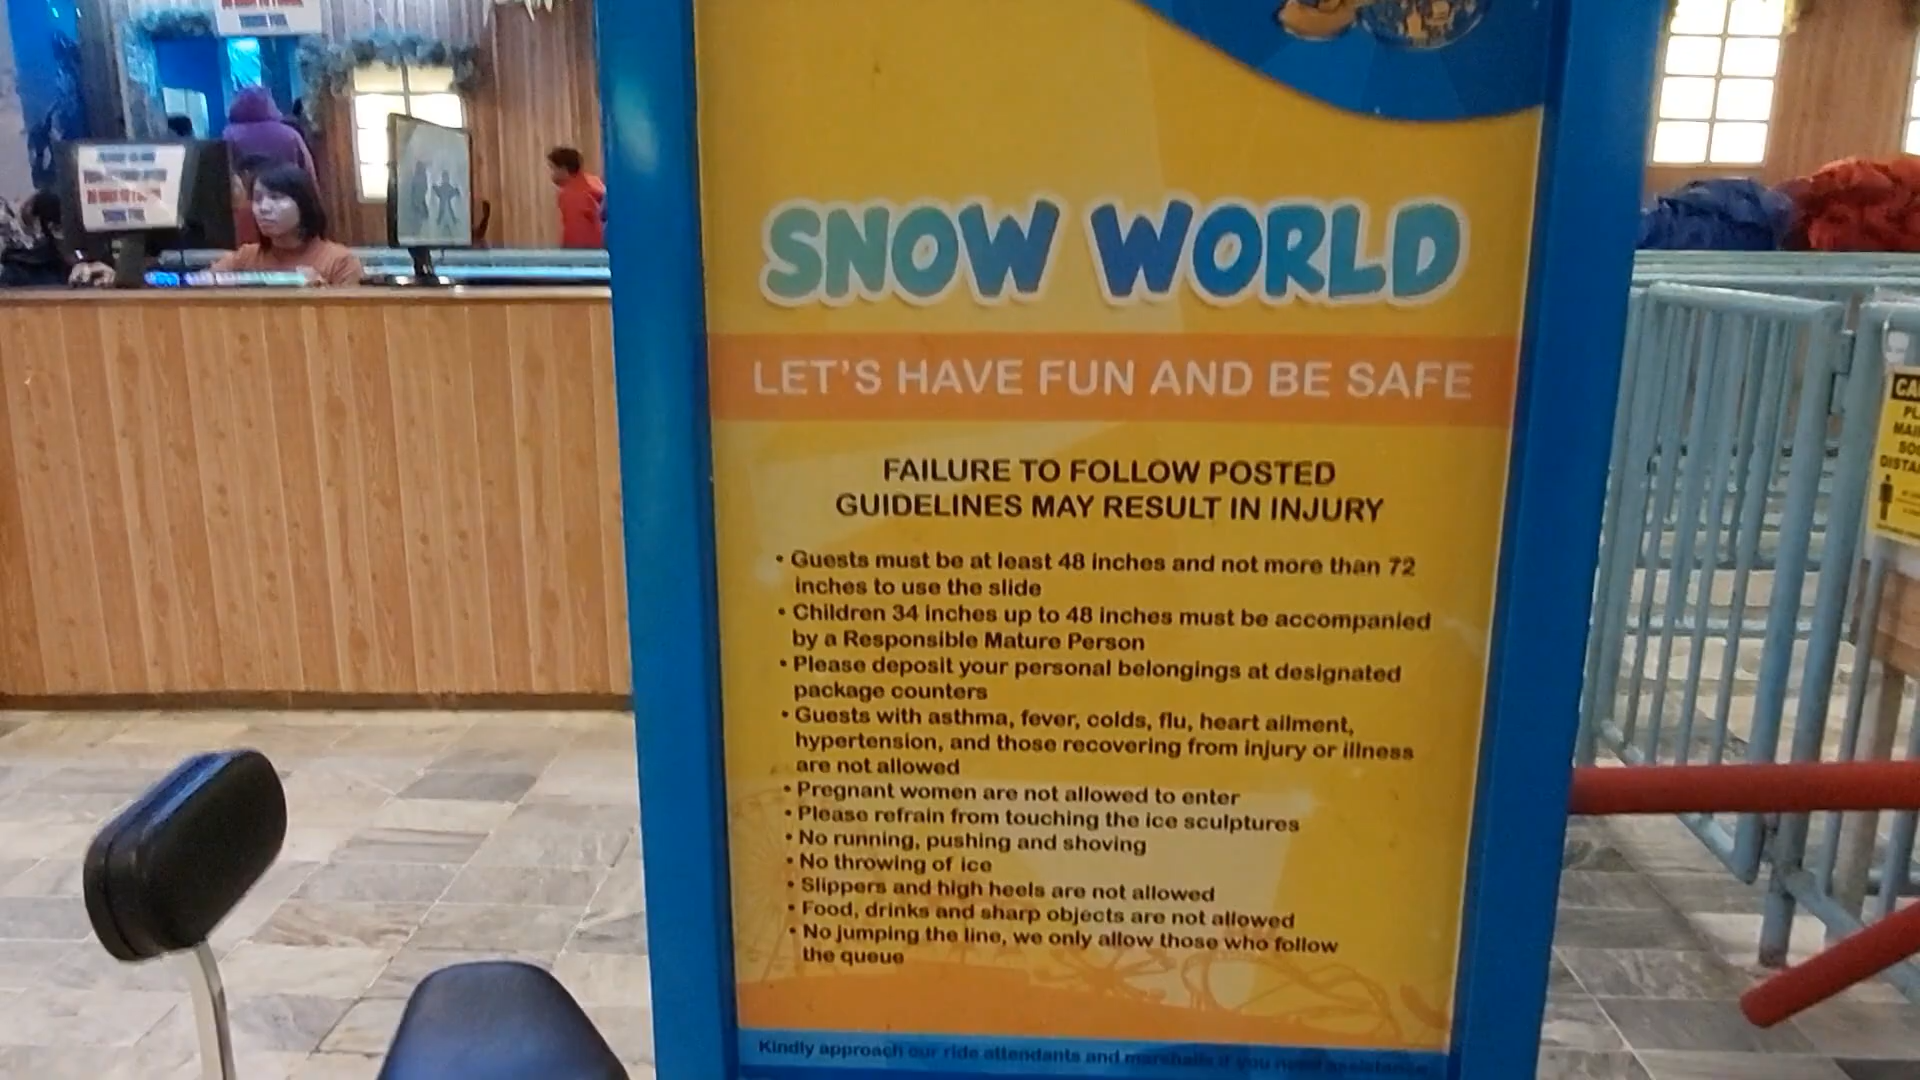 SNOW WORLD
LET'S HAVE FUN AND BE SAFE
FAILURE TO FOLLOW POSTED
GUIDELINES MAY RESULT IN INJURY
• Guests must be at least 48 inches and not more than 72
inches to use the slide
• Children 34 inches up to 48 inches must be accompanied
by a Responsible Mature Person
• Please deposit your personal belongings at designated
package counters
• Guests with asthma, fever, colds, flu, heart ailment,
hypertension, and those recovering from injury or illness
are not allowed
• Pregnant women are not allowed to enter
• Please refrain from touching the ice sculptures
• No running, pushing and shoving
• No throwing of ice
• Slippers and high heels are not allowed
• Food, drinks and sharp objects are not allowed
• No jumping the line, we only allow those who follow
the queue
Kindly approach our ride attendants and marshalls if you need assistance